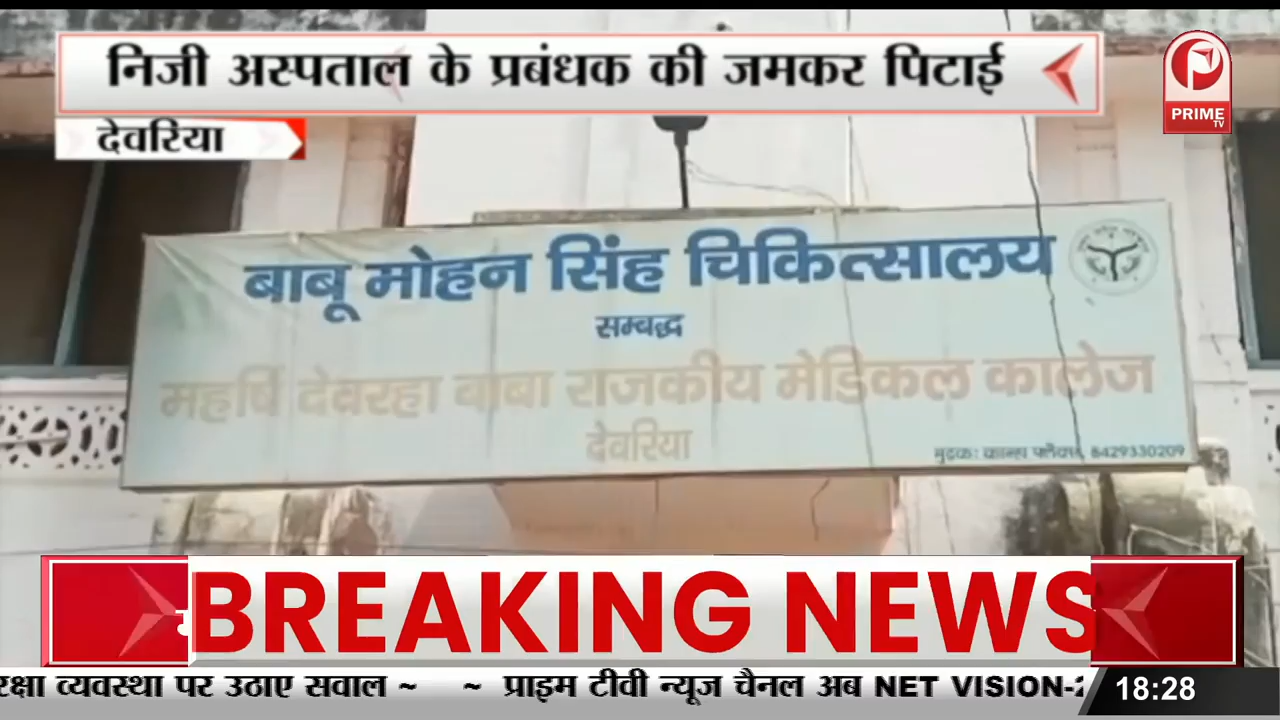 निजी अस्पताल के प्रबंधक की जमकर पिटाई
PRIME
TV
देवरिया
बाबू मोहन सिंह चिकित्सालय
सम्बद्ध
महर्षि देवरहा बाबा राजकीय मेडिकल कालेज
देवरिया
मुद्रक: कान्हा फ्लैक्स, 8429330209
BREAKING NEWS
व्यवस्था पर उठाए सवाल ~ ~ प्राइम टीवी न्यूज चैनल अब NET VISION-
18:28